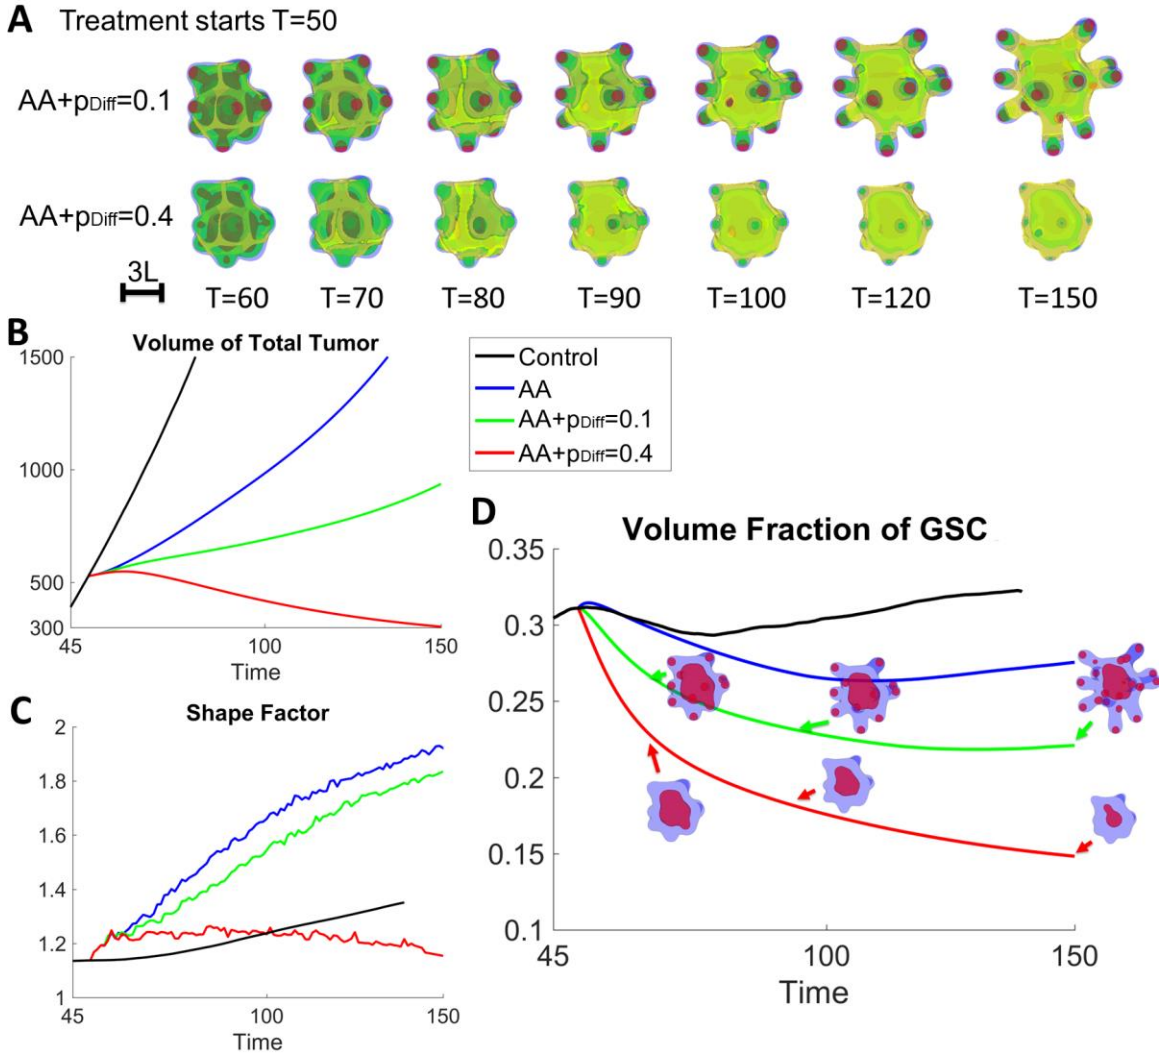 A Treatment starts T=50
AA+pDiff=0.1
AA+pDiff=0.4
3L
T=60 T=70 T=80 T=90 T=100 T=120 T=150
B
Volume of Total Tumor
1500
1000
500
300
45 100 150
Time
Control
AA
AA+pDiff=0.1
AA+pDiff=0.4
C
Shape Factor
2
1.8
1.6
1.4
1.2
1
45 100 150
Time
D
Volume Fraction of GSC
0.35
0.3
0.25
0.2
0.15
0.1
45 100 150
Time